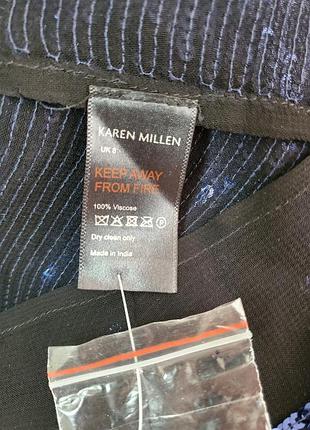 KAREN MILLEN
UK 8
KEEP AWAY
FROM FIRE
100% Viscose
P
Dry clean only
Made in India